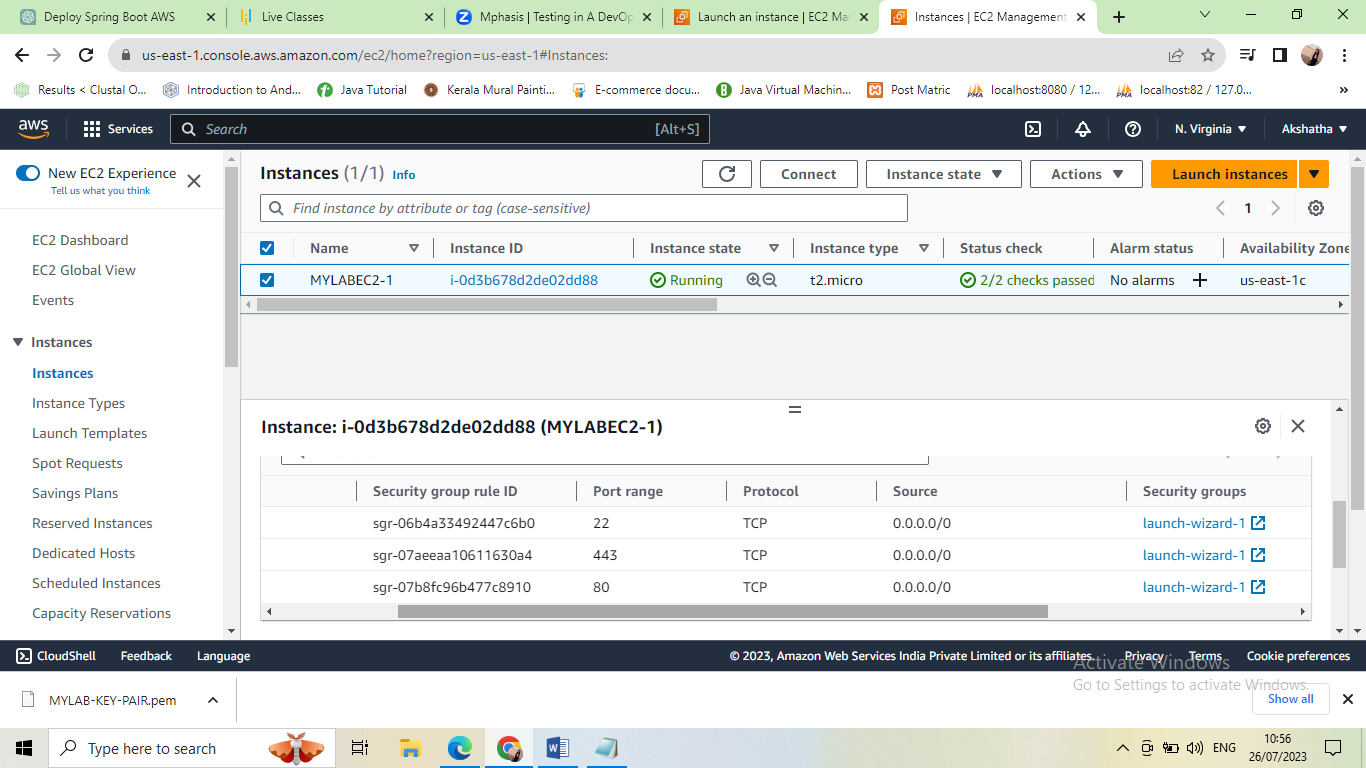 Deploy Spring Boot AWS
Live Classes
Mphasis | Testing in A DevOp
Launch an instance | EC2 Ma
Instances | EC2 Management
us-east-1.console.aws.amazon.com/ec2/home?region=us-east-1#Instances:
Results < Clustal O...
Introduction to And...
Java Tutorial
Kerala Mural Painti...
E-commerce docu...
Java Virtual Machin...
Post Matric
localhost:8080 / 12...
localhost:82 / 127.0...
»
aws
Services
Search
[Alt+S]
N. Virginia
Akshatha
New EC2 Experience
Tell us what you think
EC2 Dashboard
EC2 Global View
Events
Instances
Instances
Instance Types
Launch Templates
Spot Requests
Savings Plans
Reserved Instances
Dedicated Hosts
Scheduled Instances
Capacity Reservations
Instances (1/1) Info
Connect
Instance state
Actions
Launch instances
Find instance by attribute or tag (case-sensitive)
1
Name Instance ID Instance state Instance type Status check Alarm status Availability Zone
MYLABEC2-1 i-0d3b678d2de02dd88 Running t2.micro 2/2 checks passed No alarms + us-east-1c
Instance: i-0d3b678d2de02dd88 (MYLABEC2-1)
Security group rule ID Port range Protocol Source Security groups
sgr-06b4a33492447c6b0 22 TCP 0.0.0.0/0 launch-wizard-1
sgr-07aeeaa10611630a4 443 TCP 0.0.0.0/0 launch-wizard-1
sgr-07b8fc96b477c8910 80 TCP 0.0.0.0/0 launch-wizard-1
CloudShell
Feedback
Language
© 2023, Amazon Web Services India Private Limited or its affiliates.
Privacy
Terms
Cookie preferences
Activate Windows
Go to Settings to activate Windows.
MYLAB-KEY-PAIR.pem
Show all
Type here to search
ENG
10:56
26/07/2023